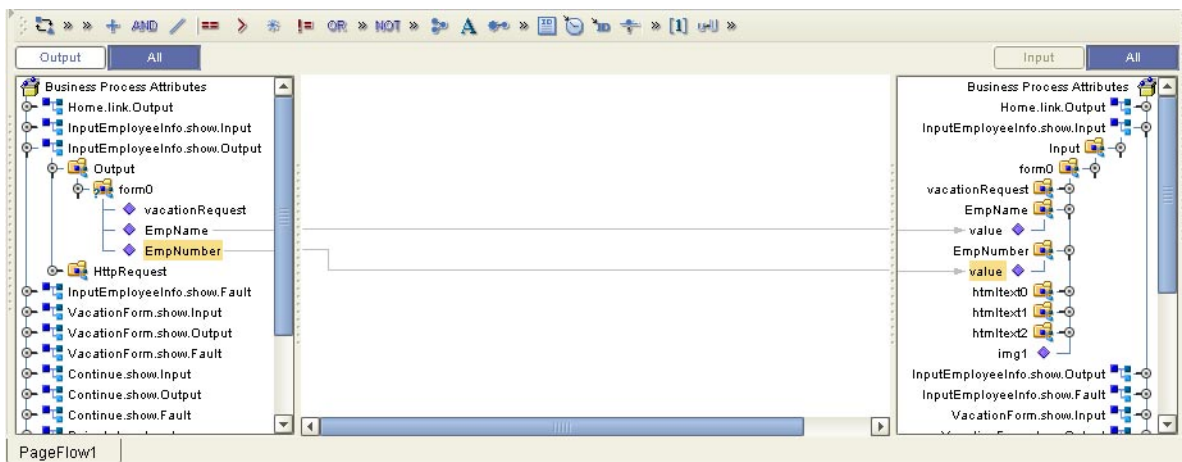 » » AND == != OR » NOT » A » » [1] »
Output All
Input All
Business Process Attributes
Home.link.Output
InputEmployeeInfo.show.Input
InputEmployeeInfo.show.Output
Output
form0
vacationRequest
EmpName
EmpNumber
HttpRequest
InputEmployeeInfo.show.Fault
VacationForm.show.Input
VacationForm.show.Output
VacationForm.show.Fault
Continue.show.Input
Continue.show.Output
Continue.show.Fault
Business Process Attributes
Home.link.Output
InputEmployeeInfo.show.Input
Input
form0
vacationRequest
EmpName
value
EmpNumber
value
htmltext0
htmltext1
htmltext2
img1
InputEmployeeInfo.show.Output
InputEmployeeInfo.show.Fault
VacationForm.show.Input
PageFlow1